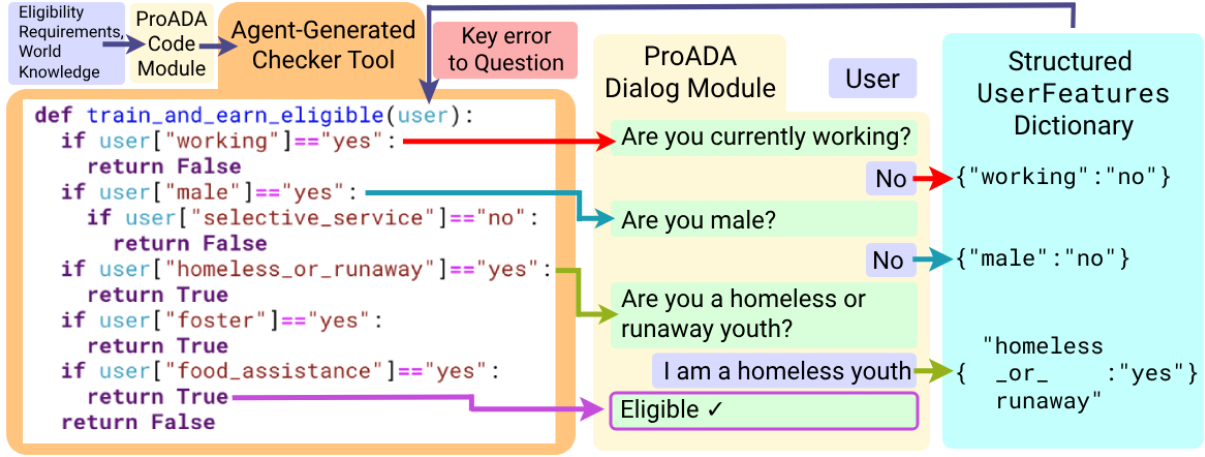 Eligibility
Requirements,
World
Knowledge
ProADA
Code
Module
Agent-Generated
Checker Tool
Key error
to Question
def train_and_earn_eligible(user):
if user["working"]=="yes":
return False
if user["male"]=="yes":
if user["selective_service"]=="no":
return False
if user["homeless_or_runaway"]=="yes":
return True
if user["foster"]=="yes":
return True
if user["food_assistance"]=="yes":
return True
return False
ProADA
Dialog Module
User
Are you currently working?
No
Are you male?
No
Are you a homeless or
runaway youth?
I am a homeless youth
Eligible ✓
Structured
UserFeatures
Dictionary
{"working":"no"}
{"male":"no"}
"homeless
{ _or_ :"yes"}
runaway"